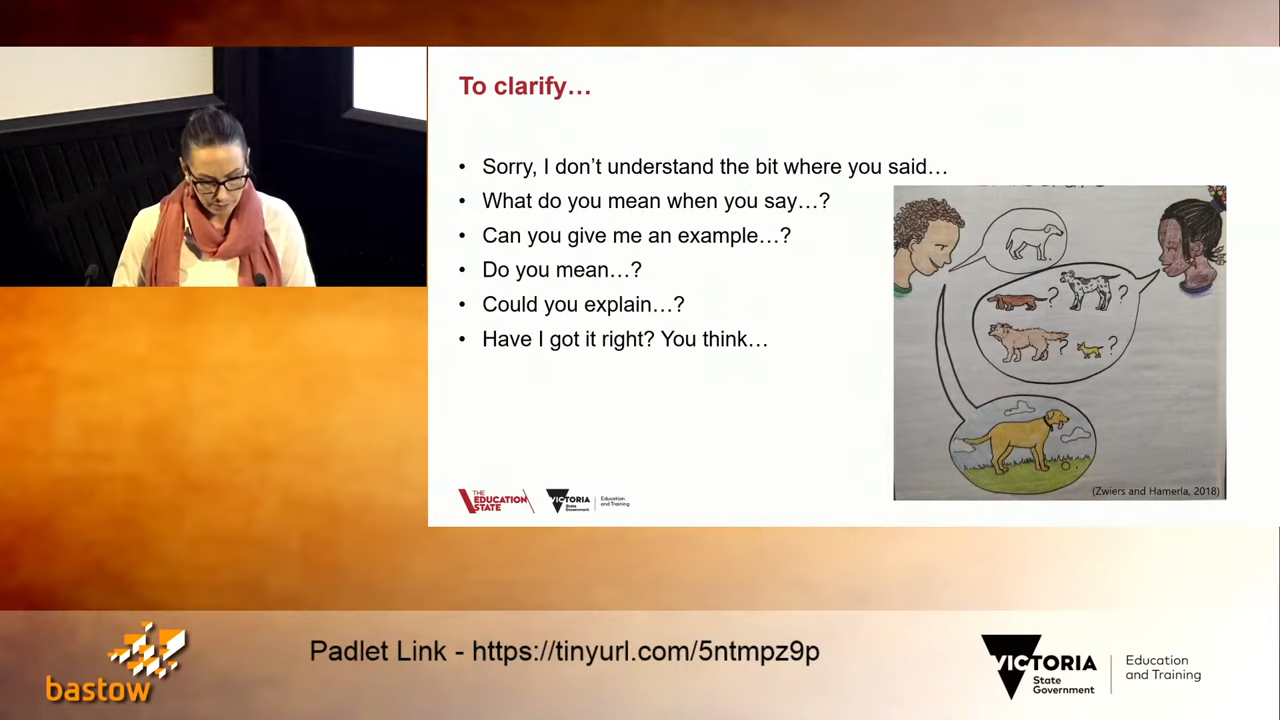 To clarify…
• Sorry, I don’t understand the bit where you said…
• What do you mean when you say…?
• Can you give me an example…?
• Do you mean…?
• Could you explain…?
• Have I got it right? You think…
? ?
? ?
(Zwiers and Hamerla, 2018)
THE
EDUCATION
STATE
VICTORIA
State
Government
Education
and Training
bastow
Padlet Link - https://tinyurl.com/5ntmpz9p
VICTORIA
State
Government
Education
and Training